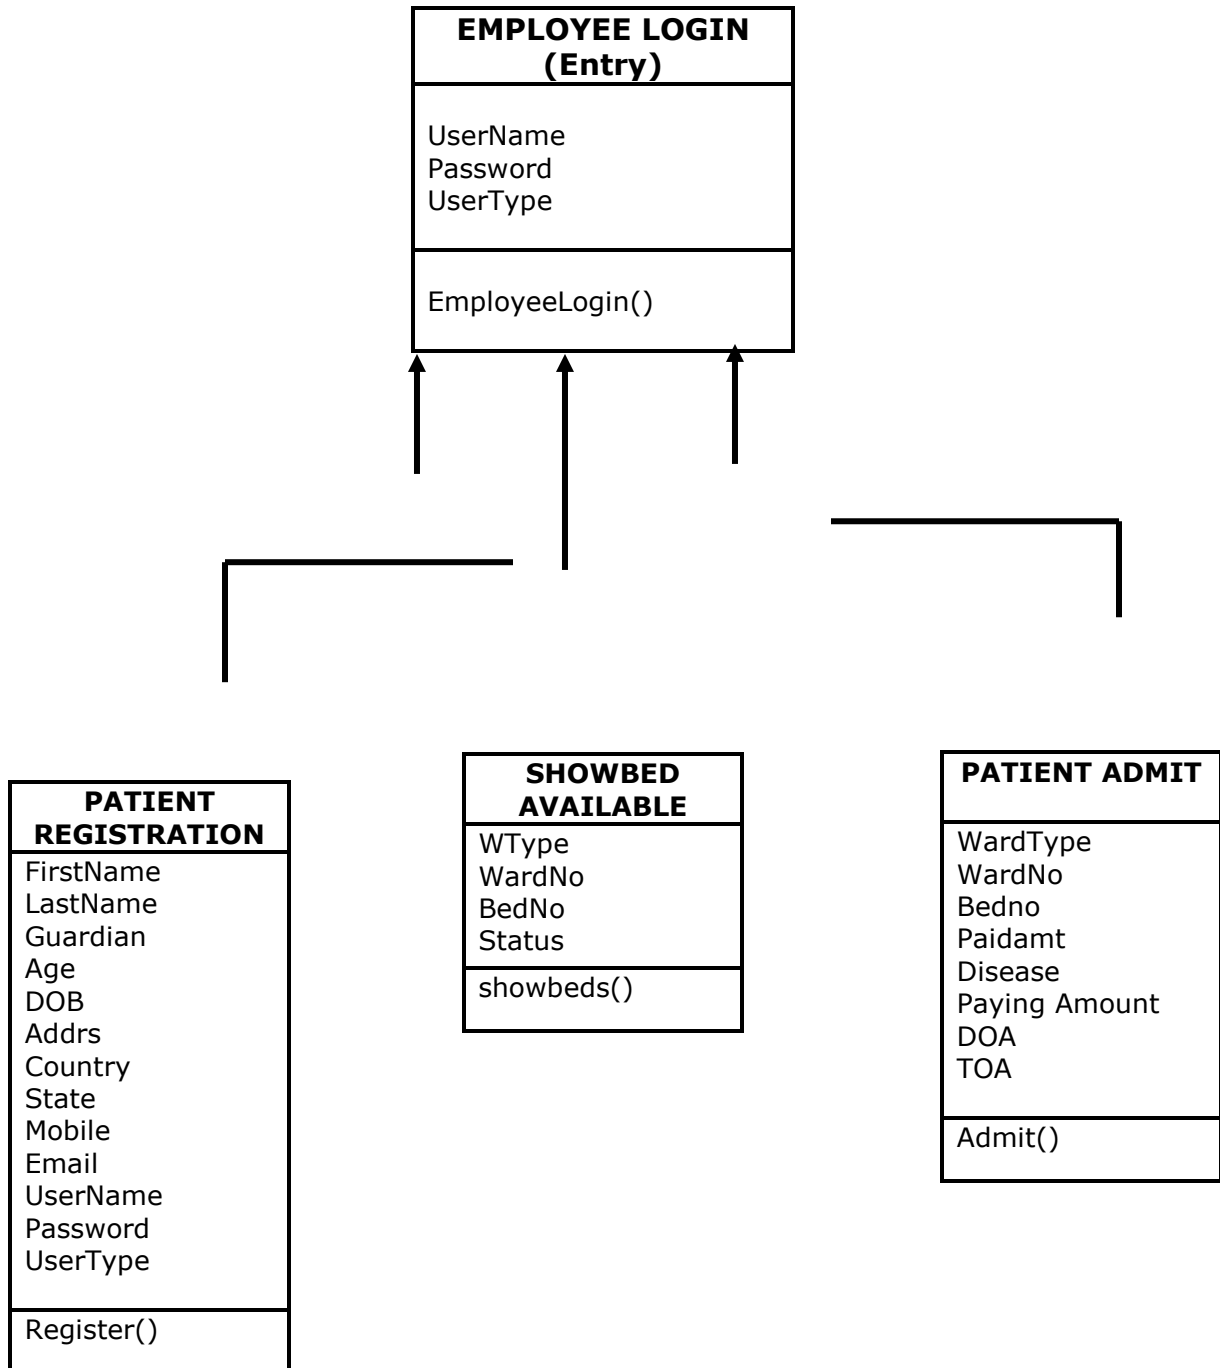 EMPLOYEE LOGIN
(Entry)
UserName
Password
UserType
EmployeeLogin()
PATIENT
REGISTRATION
FirstName
LastName
Guardian
Age
DOB
Addrs
Country
State
Mobile
Email
UserName
Password
UserType
Register()
SHOWBED
AVAILABLE
WType
WardNo
BedNo
Status
showbeds()
PATIENT ADMIT
WardType
WardNo
Bedno
Paidamt
Disease
Paying Amount
DOA
TOA
Admit()